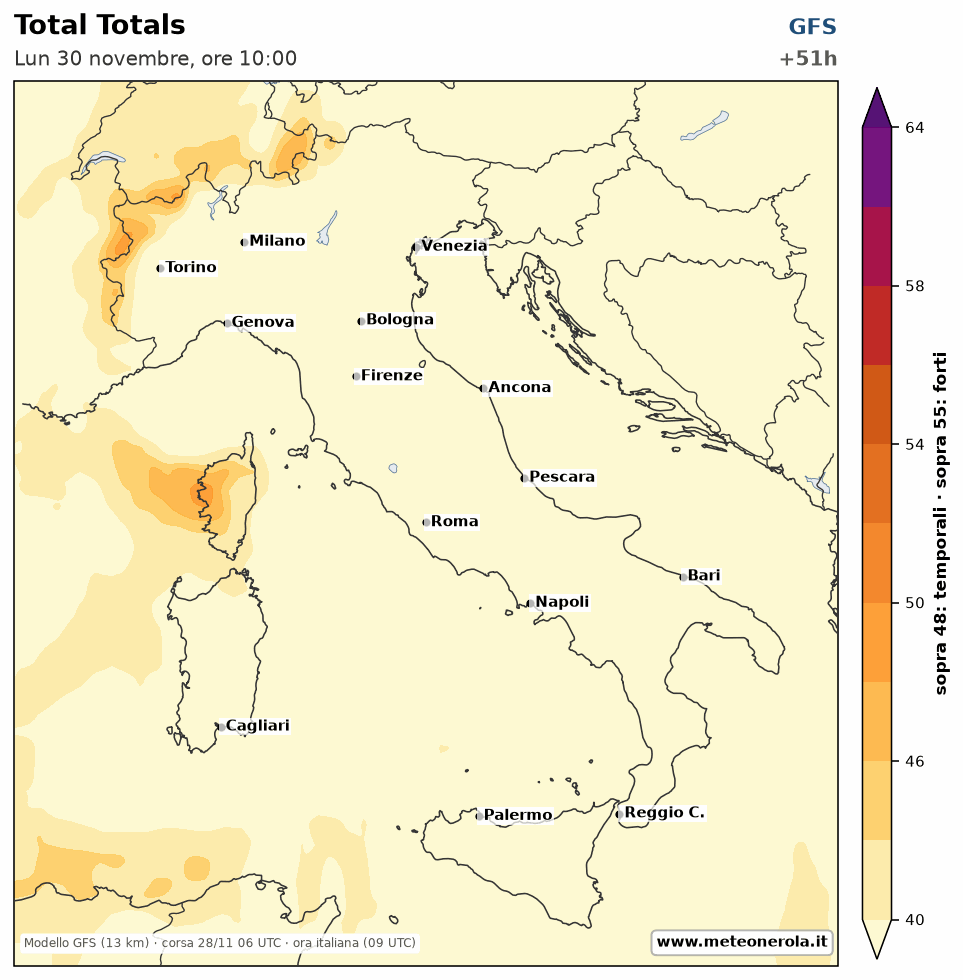 Total Totals
GFS
Lun 30 novembre, ore 10:00
+51h
64
58
54
50
46
40
sopra 48: temporali · sopra 55: forti
Milano
Venezia
Torino
Genova
Bologna
Firenze
Ancona
Pescara
Roma
Bari
Napoli
Cagliari
Palermo
Reggio C.
Modello GFS (13 km) · corsa 28/11 06 UTC · ora italiana (09 UTC)
www.meteonerola.it